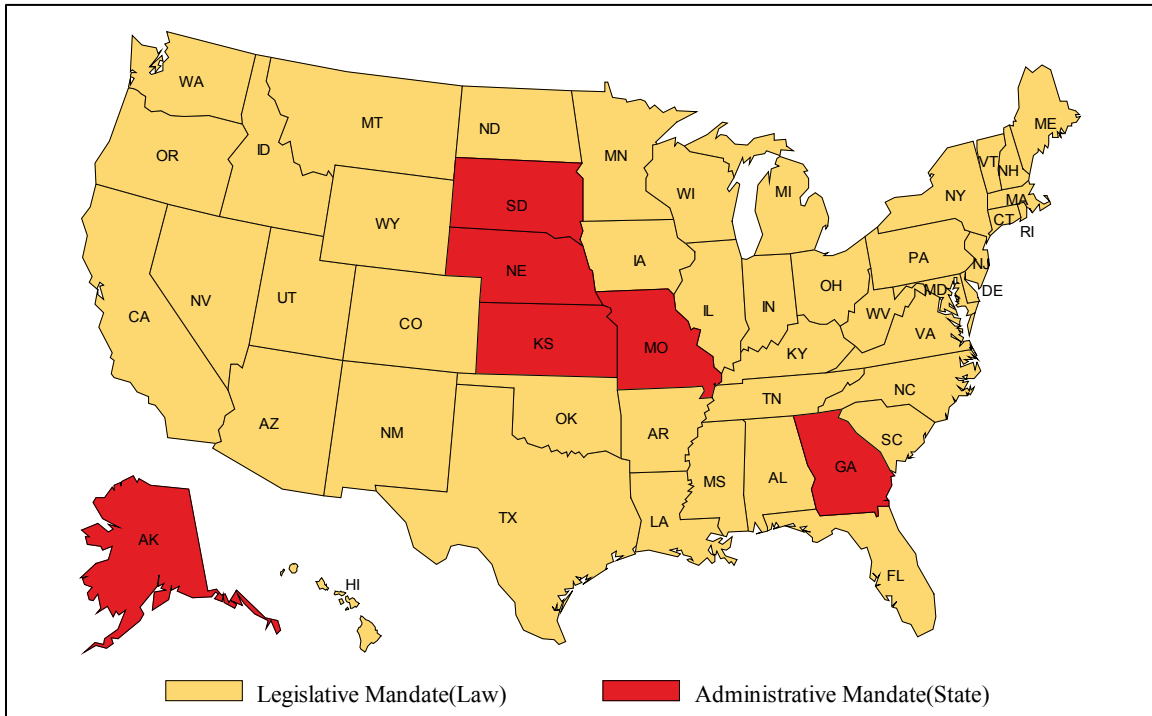 WA
MT
ND
MN
ME
OR
ID
VT
NH
WI
MI
NY
MA
SD
WY
CT
RI
IA
PA
NE
NJ
OH
MD
DE
NV
UT
IL
IN
WV
CA
CO
VA
KS
MO
KY
NC
TN
AZ
OK
NM
AR
SC
GA
MS
AL
TX
LA
AK
FL
HI
Legislative Mandate(Law)
Administrative Mandate(State)